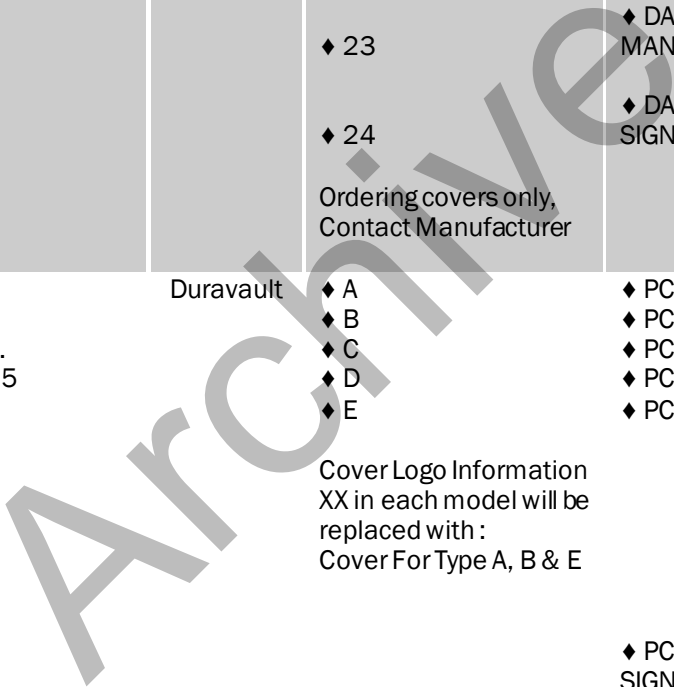 ♦ DA
♦ 23
MAN
♦ DA
♦ 24
SIGN
Ordering covers only,
Contact Manufacturer
Duravault
♦ A
♦ PC
♦ B
♦ PC
.
♦ C
♦ PC
5
♦ D
♦ PC
♦ E
♦ PC
Cover Logo Information
XX in each model will be
replaced with :
Cover For Type A, B & E
♦ PC
SIGN
Archive